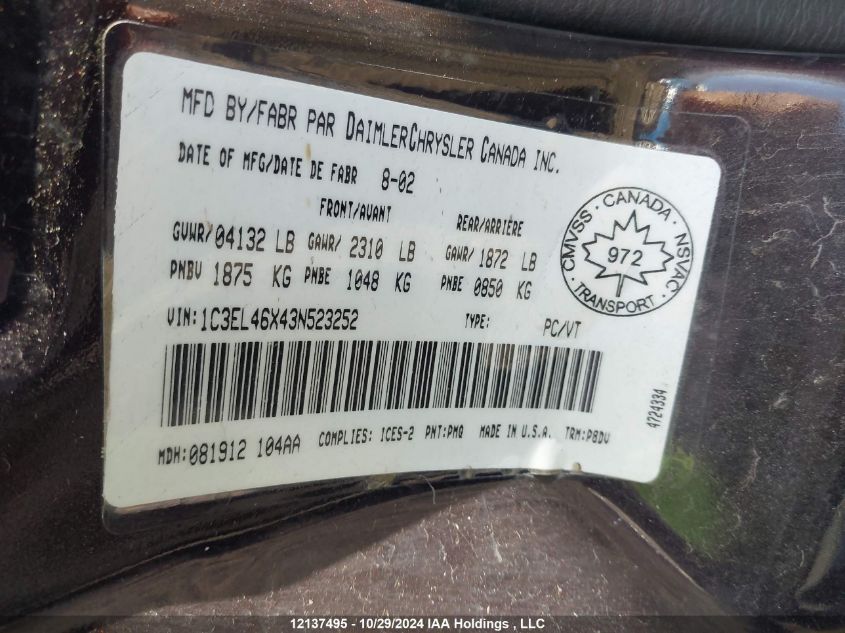 MFD BY/FABR PAR DAIMLERCHRYSLER CANADA INC.
DATE OF MFG/DATE DE FABR 8-02
FRONT/AVANT REAR/ARRIÈRE
GVWR/04132 LB GAWR/ 2310 LB GAWR/ 1872 LB
PNBV 1875 KG PNBE 1048 KG PNBE 0850 KG
VIN:1C3EL46X43N523252 TYPE: PC/VT
CMVSS · CANADA · NSVAC
972
· TRANSPORT ·
4724334
MDH:081912 104AA COMPLIES: ICES-2 PNT:PMQ MADE IN U.S.A. TRM:P8DV
12137495 - 10/29/2024 IAA Holdings , LLC